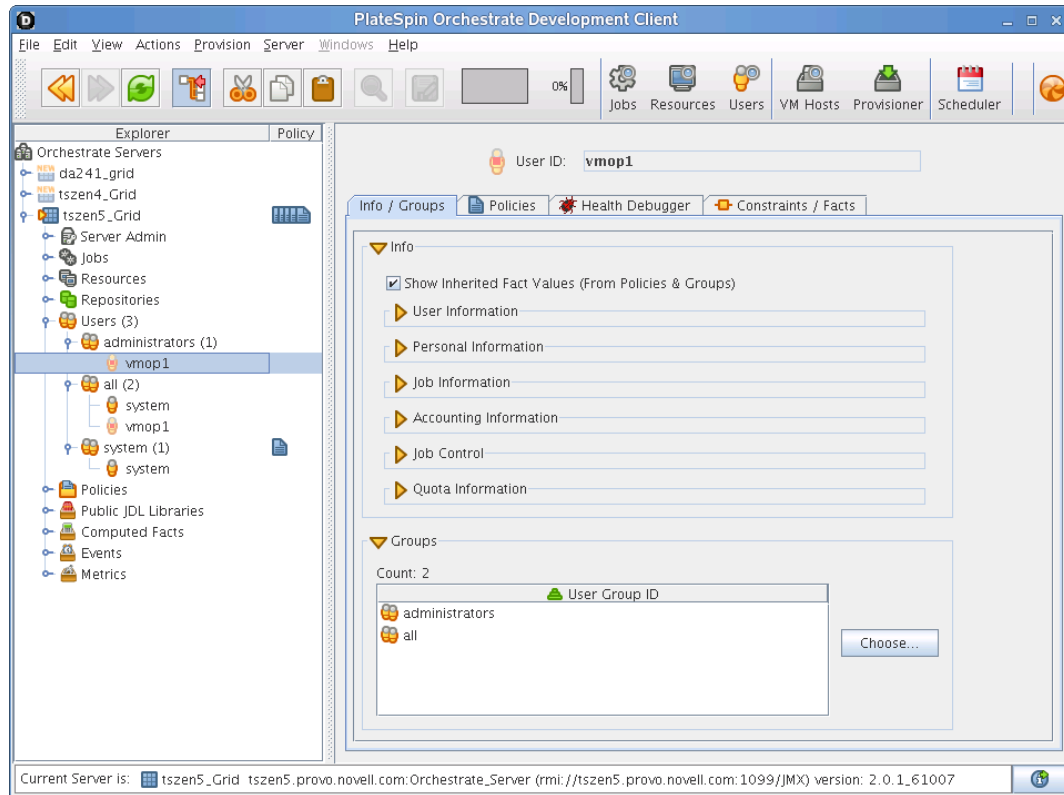 PlateSpin Orchestrate Development Client
File Edit View Actions Provision Server Windows Help
0%
Jobs Resources Users VM Hosts Provisioner Scheduler
Explorer Policy
Orchestrate Servers
NEW da241_grid
NEW tszen4_Grid
tszen5_Grid
Server Admin
Jobs
Resources
Repositories
Users (3)
administrators (1)
vmop1
all (2)
system
vmop1
system (1)
system
Policies
Public JDL Libraries
Computed Facts
Events
Metrics
User ID: vmop1
Info / Groups Policies Health Debugger Constraints / Facts
Info
Show Inherited Fact Values (From Policies & Groups)
User Information
Personal Information
Job Information
Accounting Information
Job Control
Quota Information
Groups
Count: 2
User Group ID
administrators
all
Choose...
Current Server is: tszen5_Grid tszen5.provo.novell.com:Orchestrate_Server (rmi://tszen5.provo.novell.com:1099/JMX) version: 2.0.1_61007